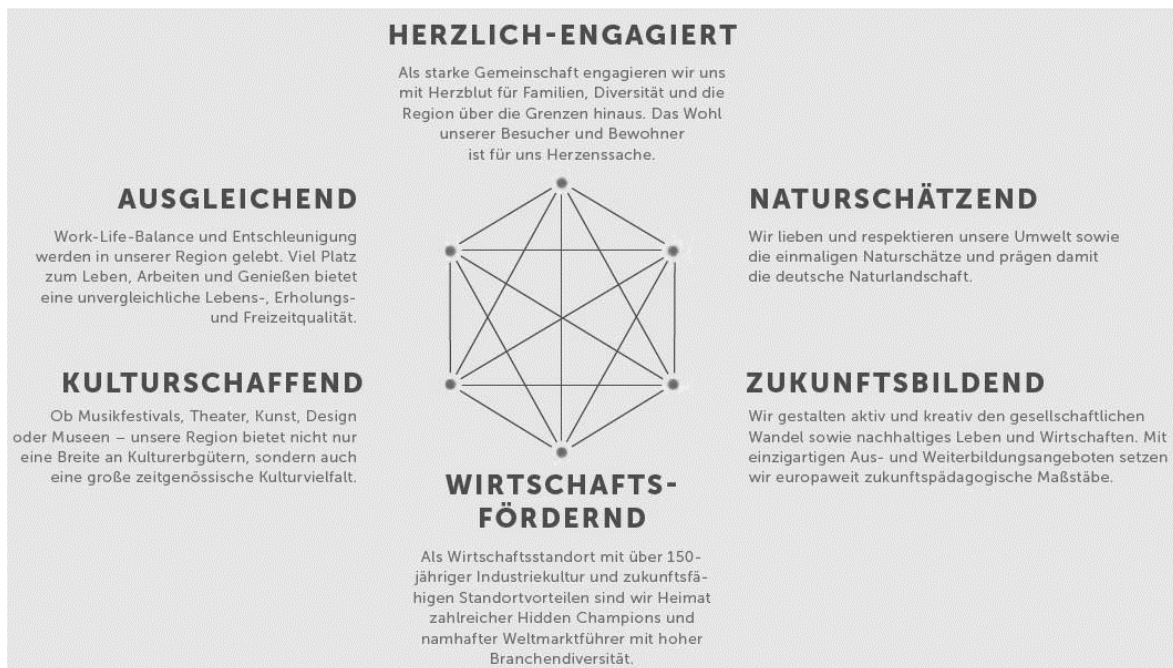 HERZLICH-ENGAGIERT
Als starke Gemeinschaft engagieren wir uns
mit Herzblut für Familien, Diversität und die
Region über die Grenzen hinaus. Das Wohl
unserer Besucher und Bewohner
ist für uns Herzenssache.
AUSGLEICHEND
Work-Life-Balance und Entschleunigung
werden in unserer Region gelebt. Viel Platz
zum Leben, Arbeiten und Genießen bietet
eine unvergleichliche Lebens-, Erholungs-
und Freizeitqualität.
NATURSCHÄTZEND
Wir lieben und respektieren unsere Umwelt sowie
die einmaligen Naturschätze und prägen damit
die deutsche Naturlandschaft.
KULTURSCHAFFEND
Ob Musikfestivals, Theater, Kunst, Design
oder Museen – unsere Region bietet nicht nur
eine Breite an Kulturerbgütern, sondern auch
eine große zeitgenössische Kulturvielfalt.
ZUKUNFTSBILDEND
Wir gestalten aktiv und kreativ den gesellschaftlichen
Wandel sowie nachhaltiges Leben und Wirtschaften. Mit
einzigartigen Aus- und Weiterbildungsangeboten setzen
wir europaweit zukunftspädagogische Maßstäbe.
WIRTSCHAFTS-
FÖRDERND
Als Wirtschaftsstandort mit über 150-
jähriger Industriekultur und zukunftsfä-
higen Standortvorteilen sind wir Heimat
zahlreicher Hidden Champions und
namhafter Weltmarktführer mit hoher
Branchendiversität.